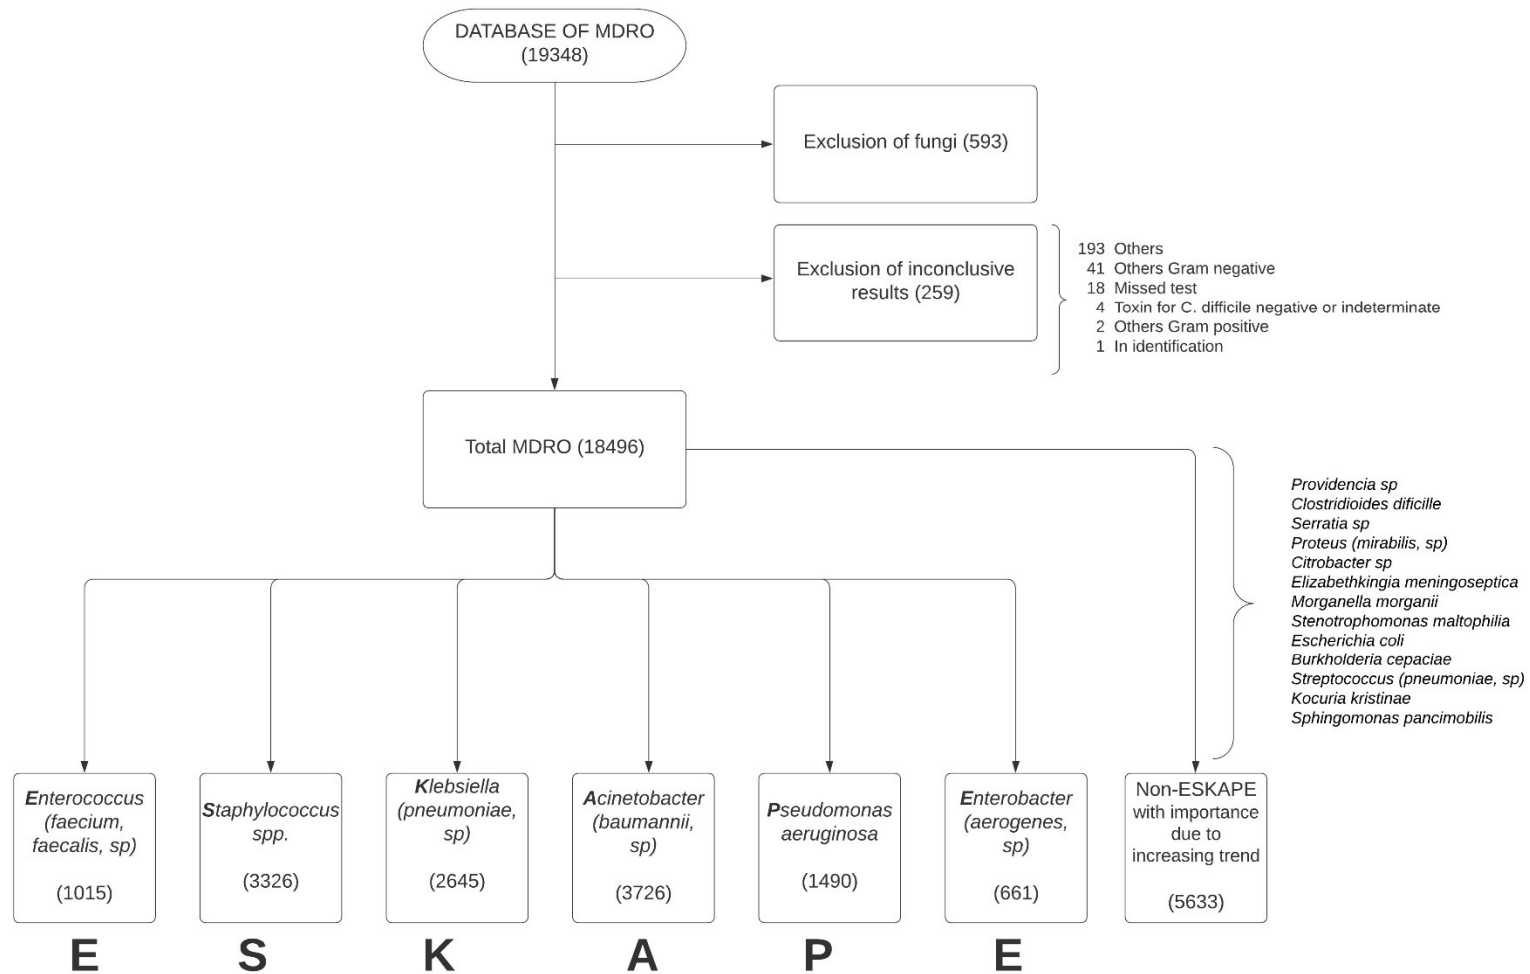 DATABASE OF MDRO
(19348)
Exclusion of fungi (593)
Exclusion of inconclusive
results (259)
193 Others
41 Others Gram negative
18 Missed test
4 Toxin for C. difficile negative or indeterminate
2 Others Gram positive
1 In identification
Total MDRO (18496)
Providencia sp
Clostridioides dificille
Serratia sp
Proteus (mirabilis, sp)
Citrobacter sp
Elizabethkingia meningoseptica
Morganella morganii
Stenotrophomonas maltophilia
Escherichia coli
Burkholderia cepaciae
Streptococcus (pneumoniae, sp)
Kocuria kristinae
Sphingomonas pancimobilis
Enterococcus
(faecium,
faecalis, sp)
(1015)
Staphylococcus
spp.
(3326)
Klebsiella
(pneumoniae,
sp)
(2645)
Acinetobacter
(baumannii,
sp)
(3726)
Pseudomonas
aeruginosa
(1490)
Enterobacter
(aerogenes,
sp)
(661)
Non-ESKAPE
with importance
due to
increasing trend
(5633)
E S K A P E